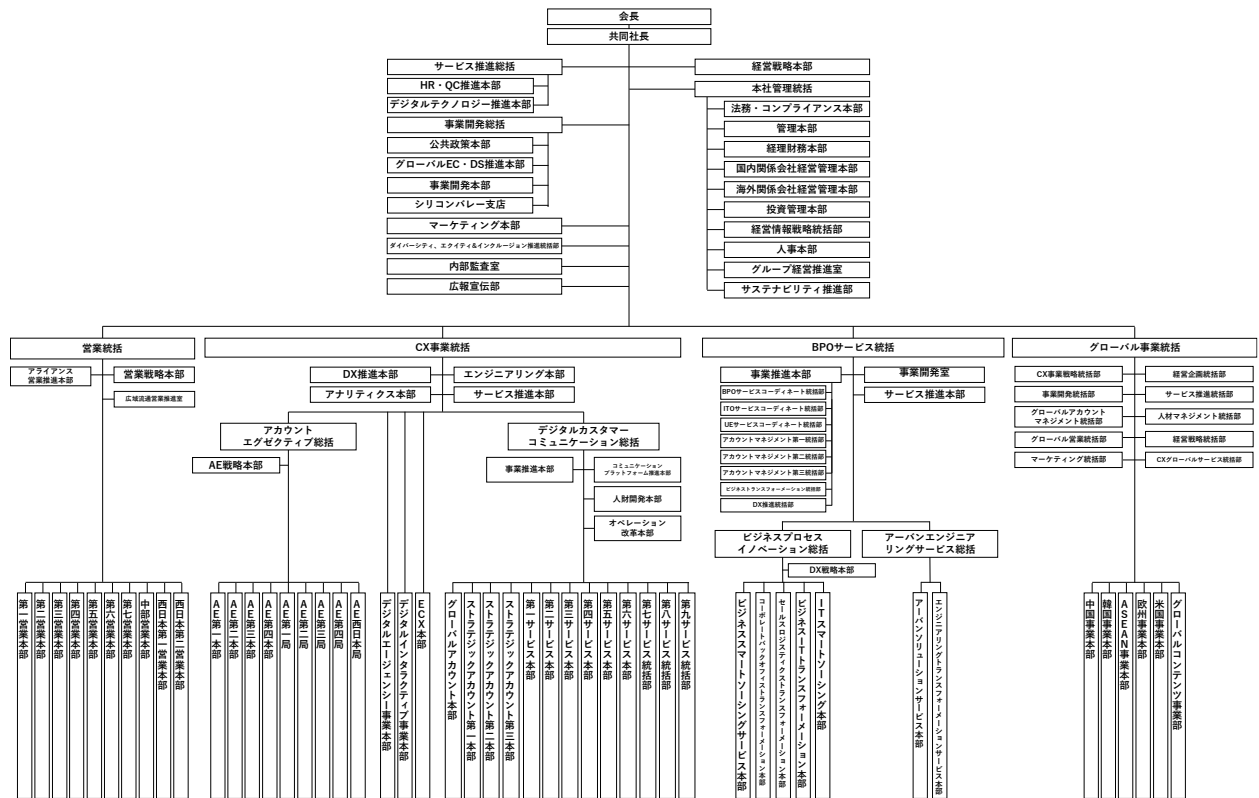 会長
共同社長
サービス推進総括
HR・QC推進本部
デジタルテクノロジー推進本部
事業開発総括
公共政策本部
グローバルEC・DS推進本部
事業開発本部
シリコンバレー支店
マーケティング本部
ダイバーシティ、エクイティ&インクルージョン推進統括部
内部監査室
広報宣伝部
経営戦略本部
本社管理統括
法務・コンプライアンス本部
管理本部
経理財務本部
国内関係会社経営管理本部
海外関係会社経営管理本部
投資管理本部
経営情報戦略統括部
人事本部
グループ経営推進室
サステナビリティ推進部
営業統括
アライアンス
営業推進本部
営業戦略本部
広域流通営業推進室
第一営業本部
第二営業本部
第三営業本部
第四営業本部
第五営業本部
第六営業本部
第七営業本部
中部営業本部
西日本第一営業本部
西日本第二営業本部
CX事業統括
DX推進本部
エンジニアリング本部
アナリティクス本部
サービス推進本部
アカウント
エグゼクティブ総括
AE戦略本部
AE第一本部
AE第二本部
AE第三本部
AE第四本部
AE第一局
AE第二局
AE第三局
AE第四局
AE西日本局
デジタルエージェンシー事業本部
デジタルインタラクティブ事業本部
ECX本部
デジタルカスタマー
コミュニケーション総括
事業推進本部
コミュニケーション
プラットフォーム推進本部
人財開発本部
オペレーション
改革本部
グローバルアカウント本部
ストラテジックアカウント第一本部
ストラテジックアカウント第二本部
ストラテジックアカウント第三本部
第一サービス本部
第二サービス本部
第三サービス本部
第四サービス本部
第五サービス本部
第六サービス本部
第七サービス統括部
第八サービス統括部
第九サービス統括部
BPOサービス統括
事業推進本部
事業開発室
サービス推進本部
BPOサービスコーディネート統括部
ITOサービスコーディネート統括部
UEサービスコーディネート統括部
アカウントマネジメント第一統括部
アカウントマネジメント第二統括部
アカウントマネジメント第三統括部
ビジネストランスフォーメーション統括部
DX推進統括部
ビジネスプロセス
イノベーション総括
DX戦略本部
ビジネススマートソーシングサービス本部
コーポレートバックオフィストランスフォーメーション本部
セールスロジスティクストランスフォーメーション本部
ビジネスITトランスフォーメーション本部
ITスマートソーシング本部
アーバンエンジニア
リングサービス総括
アーバンソリューションサービス本部
エンジニアリングトランスフォーメーションサービス本部
グローバル事業統括
CX事業戦略統括部
経営企画統括部
事業開発統括部
サービス推進統括部
グローバルアカウント
マネジメント統括部
人材マネジメント統括部
グローバル営業統括部
経営戦略統括部
マーケティング統括部
CXグローバルサービス統括部
中国事業本部
韓国事業本部
ASEAN事業本部
欧州事業本部
米国事業本部
グローバルコンテンツ事業部